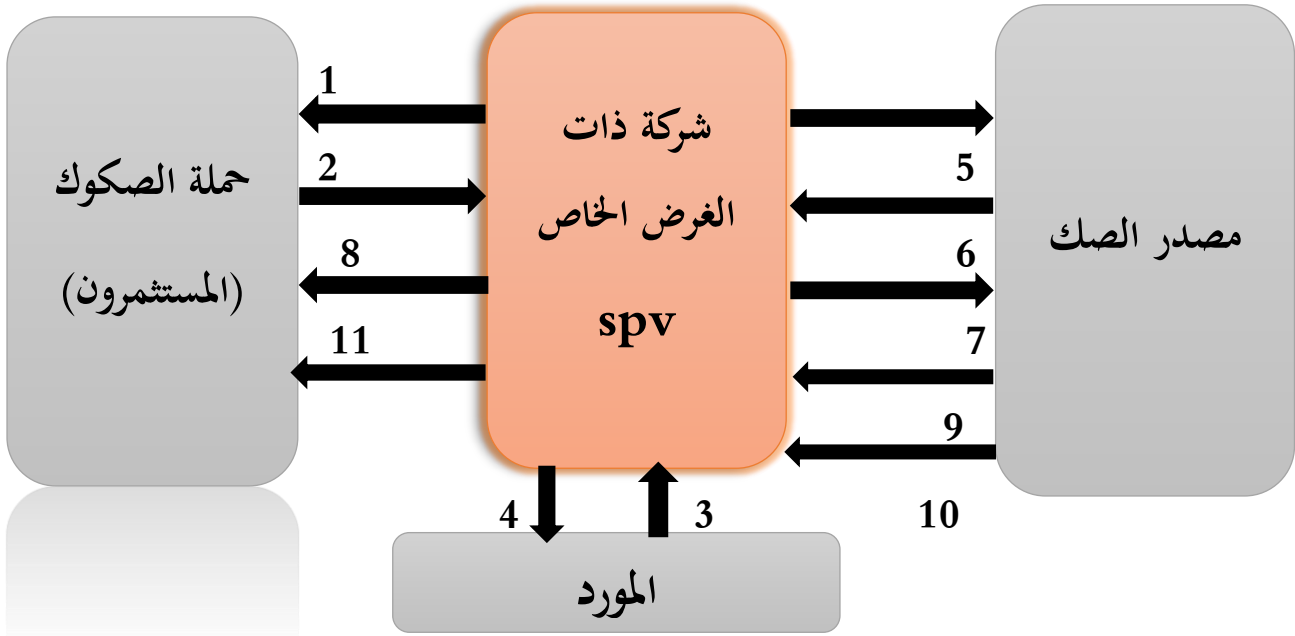 شركة ذات
الغرض الخاص
spv
حملة الصكوك
(المستثمرون)
مصدر الصك
المورد
1
2
8
11
5
6
7
9
10
4
3